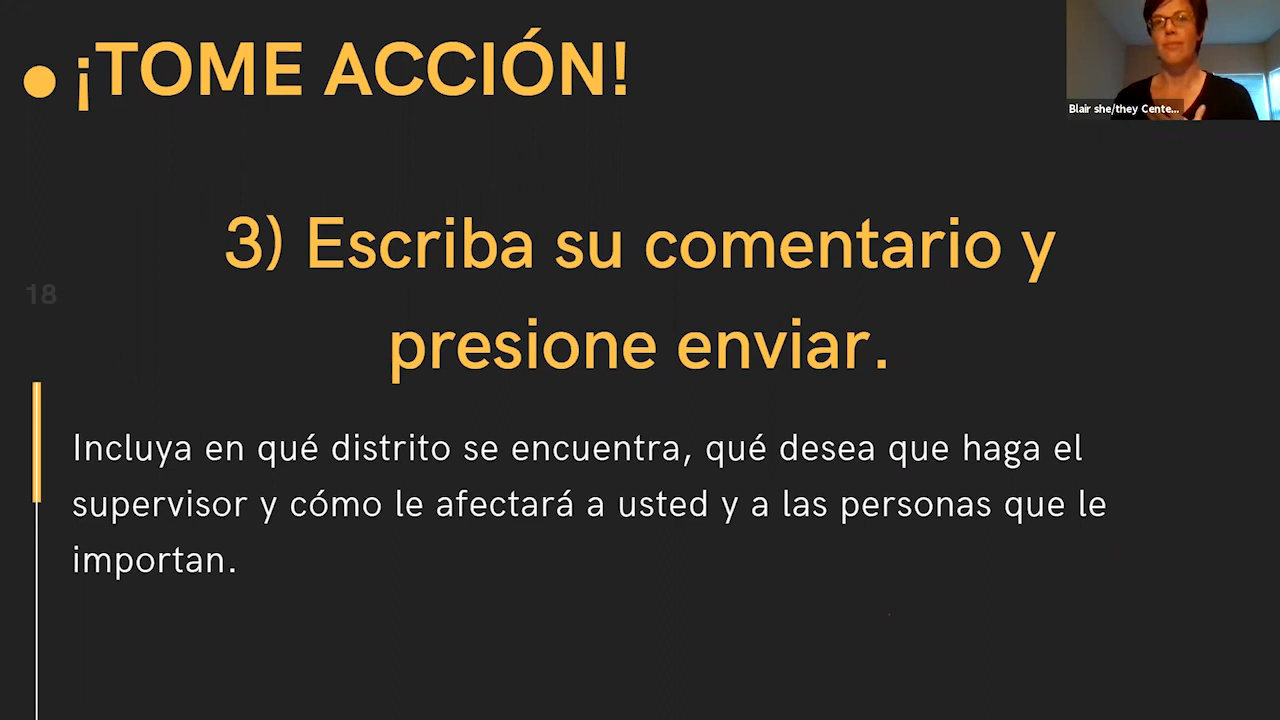 ¡TOME ACCIÓN!
Blair she/they Cente...
3) Escriba su comentario y
presione enviar.
18
Incluya en qué distrito se encuentra, qué desea que haga el
supervisor y cómo le afectará a usted y a las personas que le
importan.